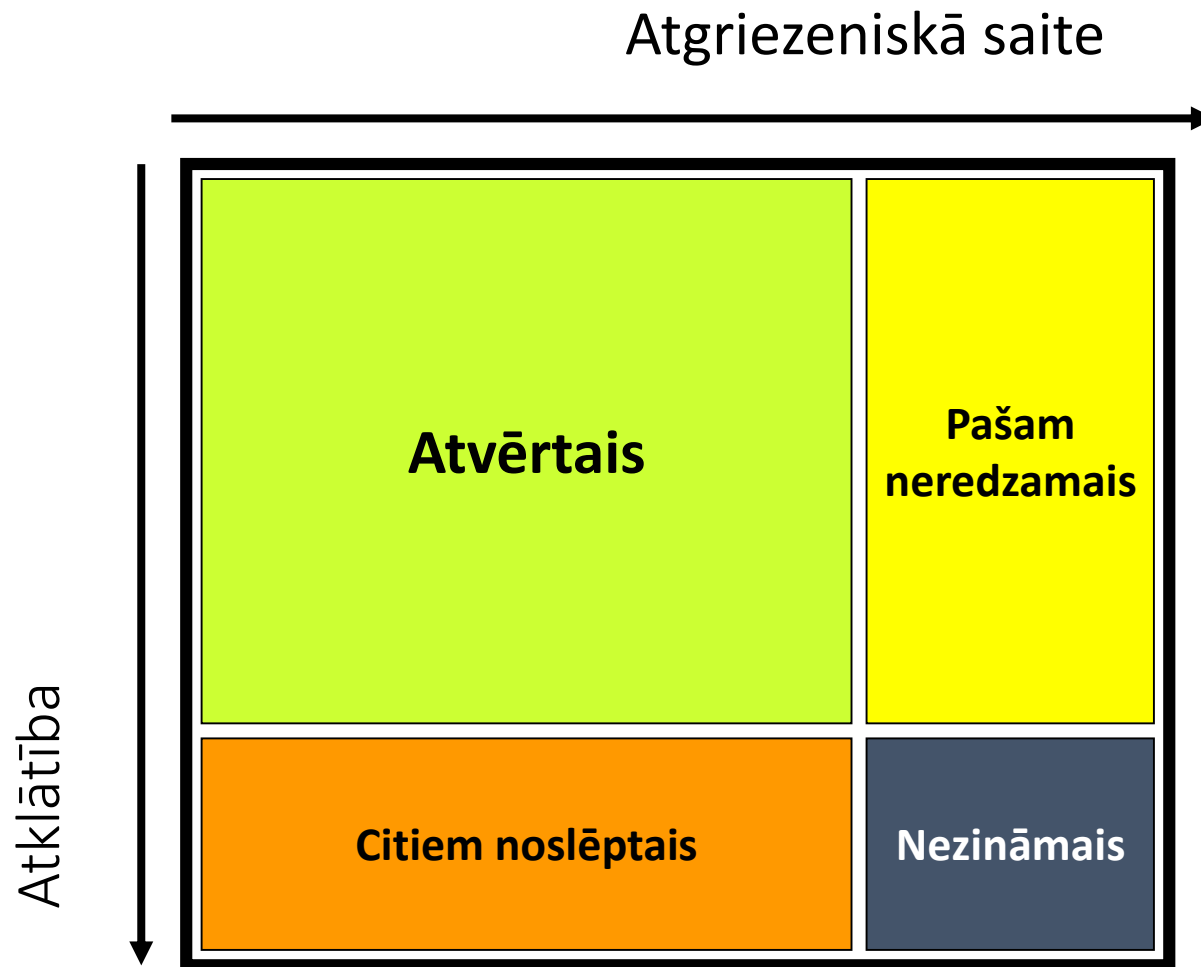 Atgriezeniskā saite
Atvērtais
Pašam
neredzamais
Atklātība
Citiem noslēptais
Nezināmais